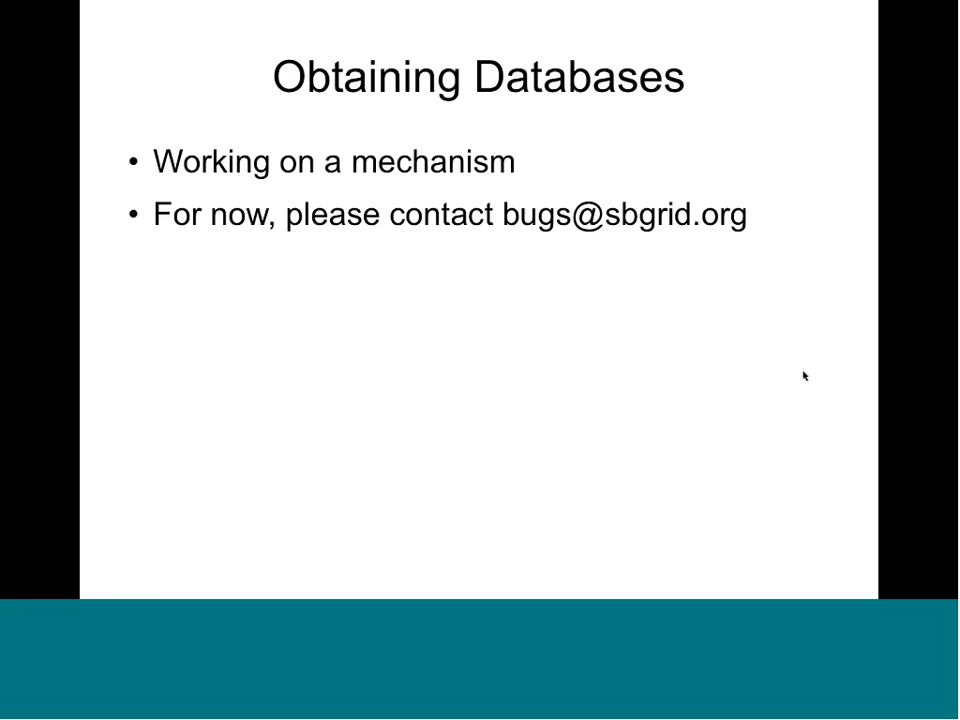 Obtaining Databases
• Working on a mechanism
• For now, please contact bugs@sbgrid.org